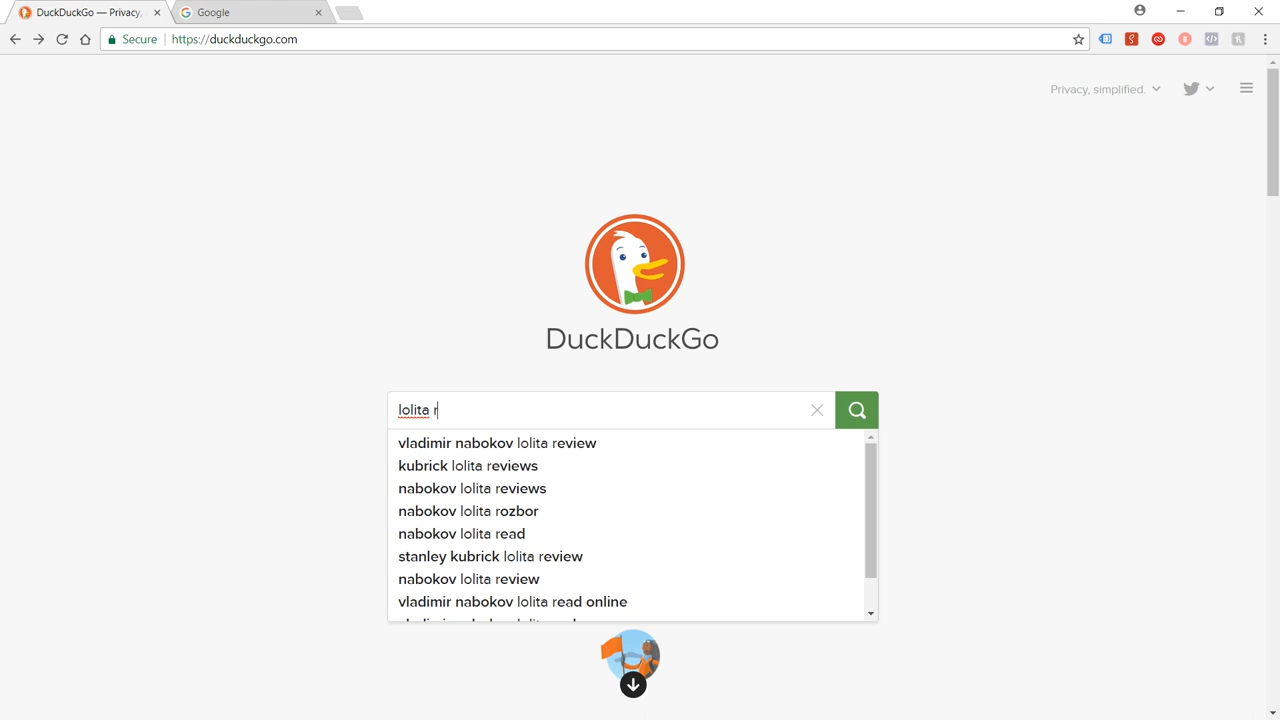 DuckDuckGo — Privacy,
Google
Secure
https://duckduckgo.com
Privacy, simplified.
DuckDuckGo
lolita r
vladimir nabokov lolita review
kubrick lolita reviews
nabokov lolita reviews
nabokov lolita rozbor
nabokov lolita read
stanley kubrick lolita review
nabokov lolita review
vladimir nabokov lolita read online